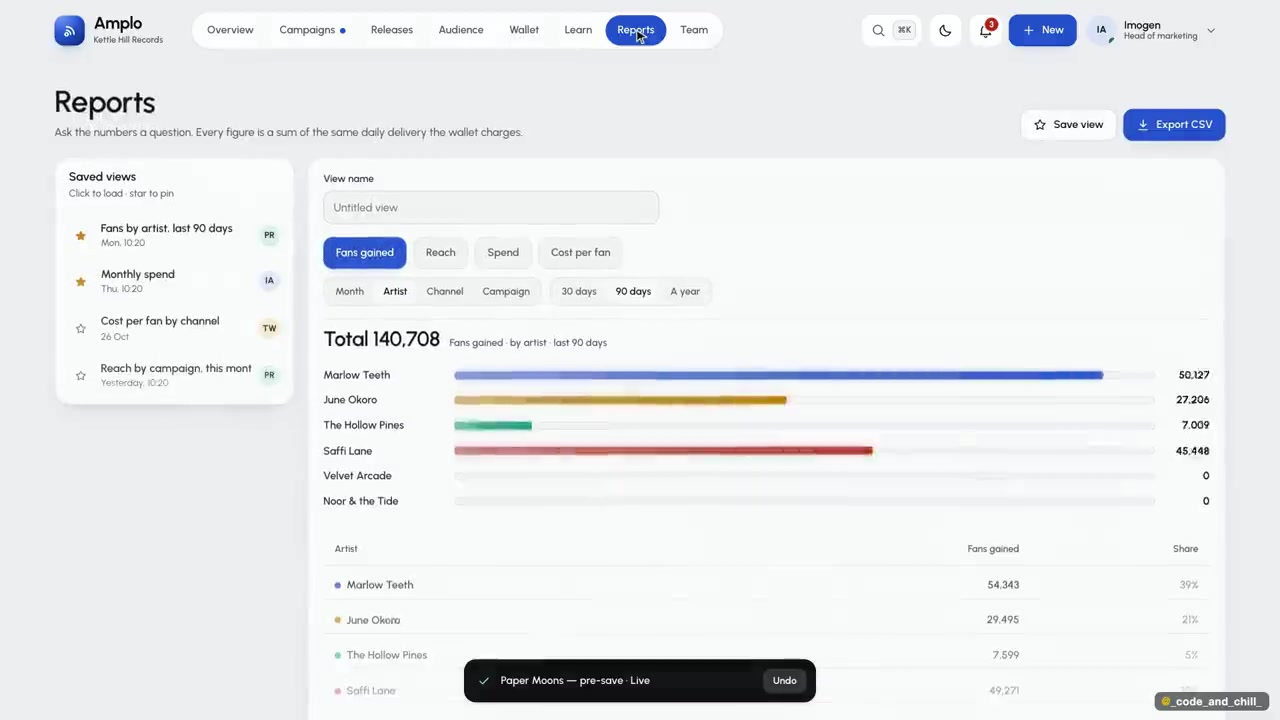 Amplo
Kettle Hill Records
Overview
Campaigns
Releases
Audience
Wallet
Learn
Reports
Team
⌘K
3
New
IA
Imogen
Head of marketing
Reports
Ask the numbers a question. Every figure is a sum of the same daily delivery the wallet charges.
Save view
Export CSV
Saved views
Click to load · star to pin
Fans by artist, last 90 days
Mon, 10:20
PR
Monthly spend
Thu, 10:20
IA
Cost per fan by channel
26 Oct
TW
Reach by campaign, this mont
Yesterday, 10:20
PR
View name
Untitled view
Fans gained
Reach
Spend
Cost per fan
Month
Artist
Channel
Campaign
30 days
90 days
A year
Total 140,708
Fans gained · by artist · last 90 days
Marlow Teeth 50,127
June Okoro 27,206
The Hollow Pines 7,009
Saffi Lane 45,448
Velvet Arcade 0
Noor & the Tide 0
Artist Fans gained Share
Marlow Teeth 54,343 39%
June Okoro 29,495 21%
The Hollow Pines 7,599 5%
Saffi Lane 49,271
Paper Moons — pre-save · Live
Undo
@_code_and_chill_